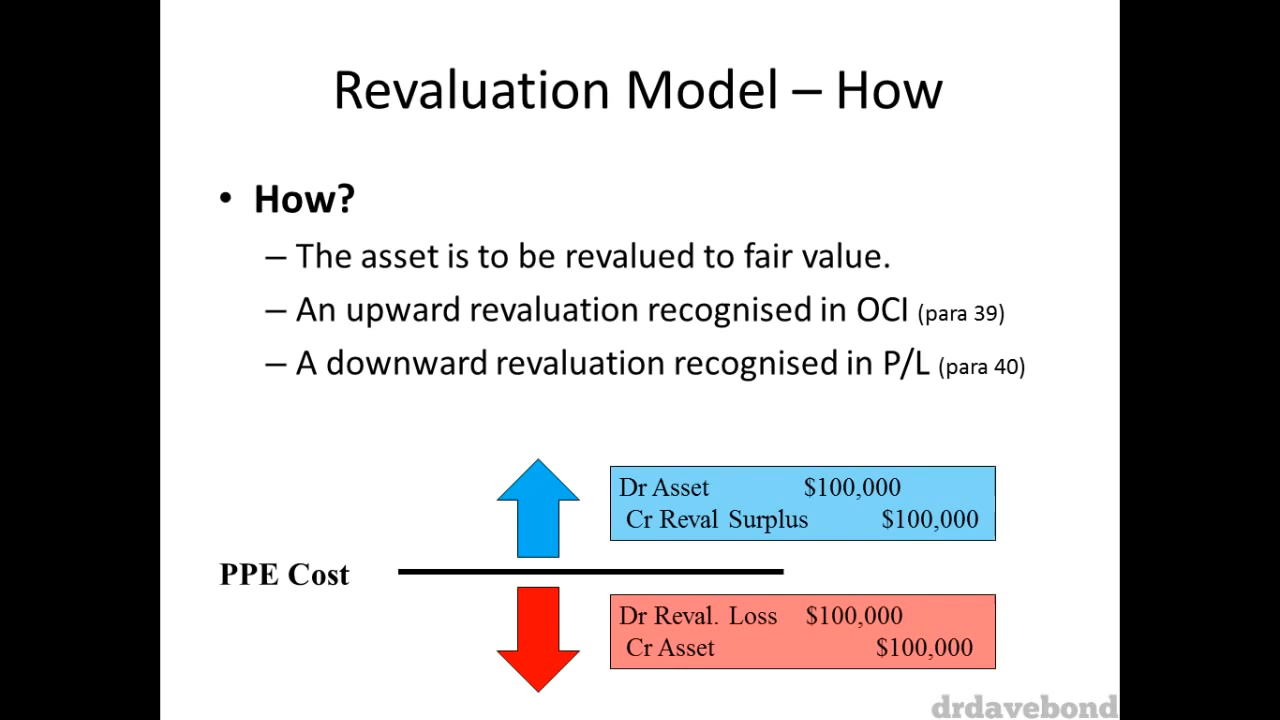 Revaluation Model – How
• How?
– The asset is to be revalued to fair value.
– An upward revaluation recognised in OCI (para 39)
– A downward revaluation recognised in P/L (para 40)
Dr Asset $100,000
Cr Reval Surplus $100,000
PPE Cost
Dr Reval. Loss $100,000
Cr Asset $100,000
drdavebond